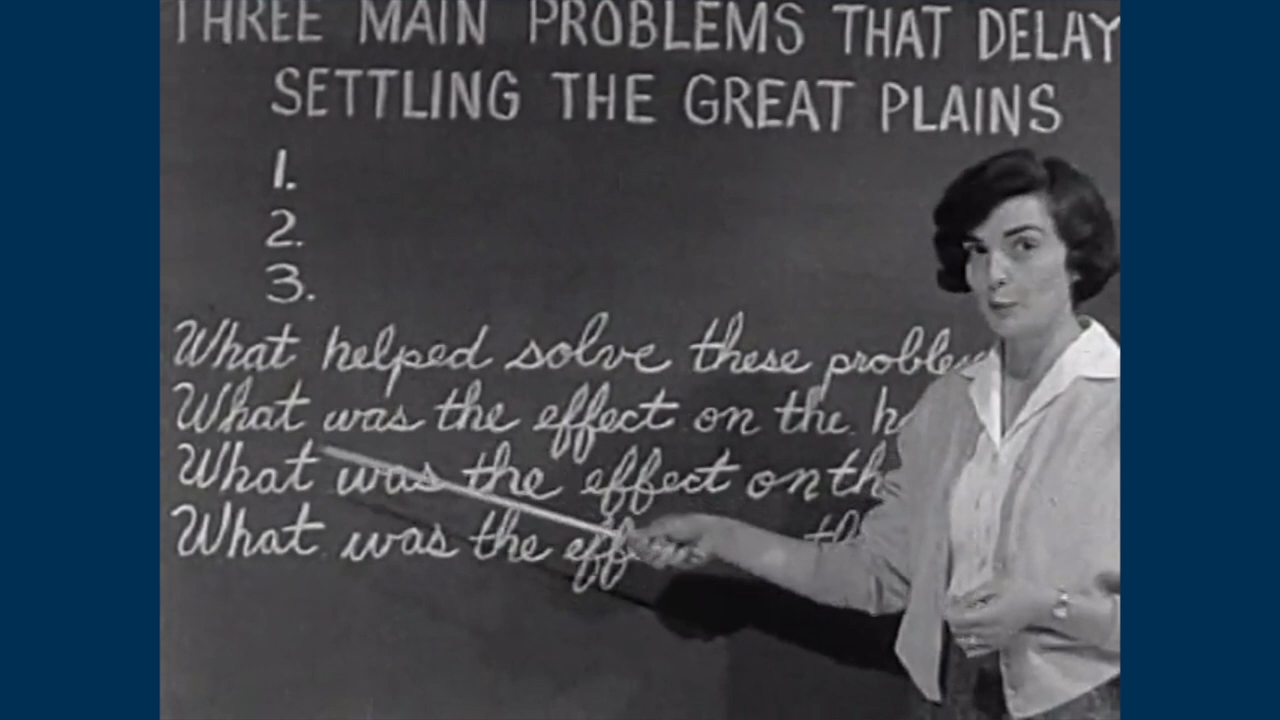 THREE MAIN PROBLEMS THAT DELAY
SETTLING THE GREAT PLAINS
1.
2.
3.
What helped solve these
What was the effect on the
What was the effect on
What was the